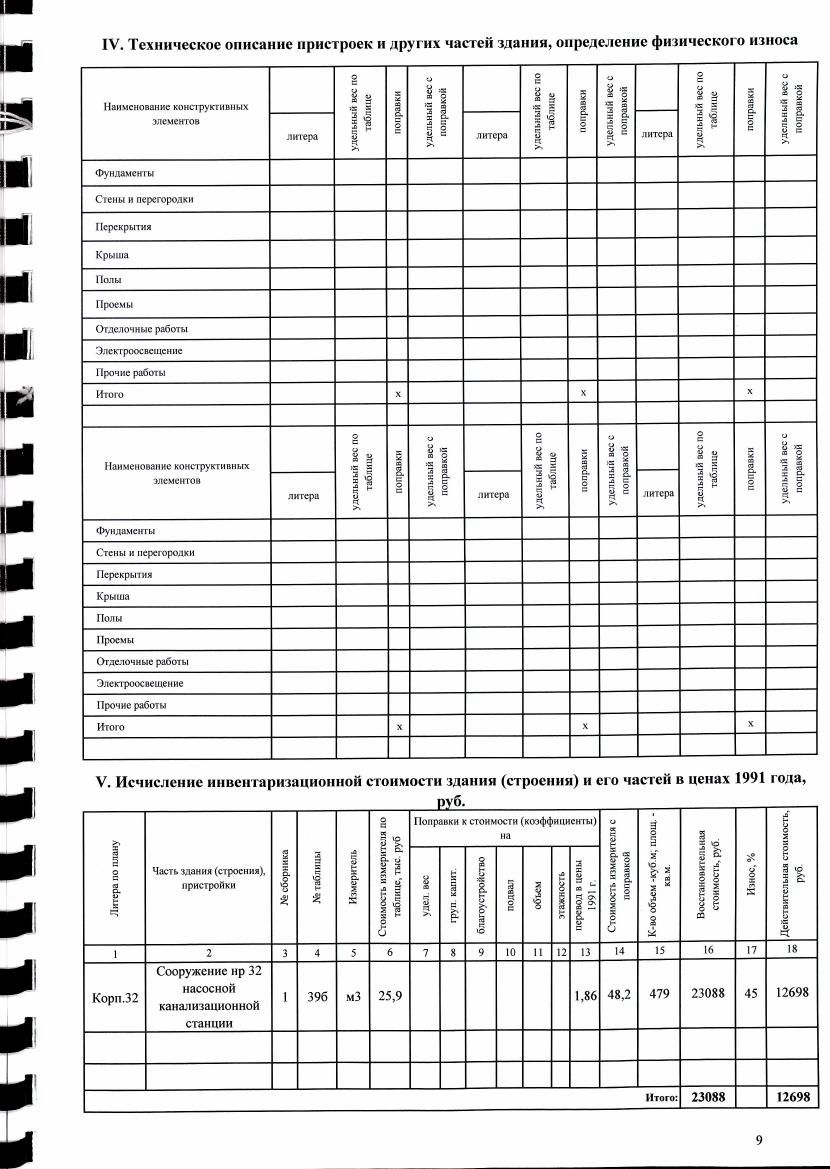 IV. Техническое описание пристроек и других частей здания, определение физического износа
Наименование конструктивных элементов
литера
удельный вес по таблице
поправки
удельный вес с поправкой
литера
удельный вес по таблице
поправки
удельный вес с поправкой
литера
удельный вес по таблице
поправки
удельный вес с поправкой
Фундаменты
Стены и перегородки
Перекрытия
Крыша
Полы
Проемы
Отделочные работы
Электроосвещение
Прочие работы
Итого х х х
Наименование конструктивных элементов
литера
удельный вес по таблице
поправки
удельный вес с поправкой
литера
удельный вес по таблице
поправки
удельный вес с поправкой
литера
удельный вес по таблице
поправки
удельный вес с поправкой
Фундаменты
Стены и перегородки
Перекрытия
Крыша
Полы
Проемы
Отделочные работы
Электроосвещение
Прочие работы
Итого х х х
V. Исчисление инвентаризационной стоимости здания (строения) и его частей в ценах 1991 года,
руб.
Литера по плану
Часть здания (строения), пристройки
№ сборника
№ таблицы
Измеритель
Стоимость измерителя по таблице, тыс. руб
Поправки к стоимости (коэффициенты) на
удел. вес
груп. капит.
благоустройство
подвал
объем
этажность
перевод в цены 1991 г.
Стоимость измерителя с поправкой
К-во объем -куб.м; площ. - кв.м.
Восстановительная стоимость, руб.
Износ, %
Действительная стоимость, руб.
1 2 3 4 5 6 7 8 9 10 11 12 13 14 15 16 17 18
Корп.32 Сооружение нр 32 насосной канализационной станции 1 39б м3 25,9 1,86 48,2 479 23088 45 12698
Итого: 23088 12698
9